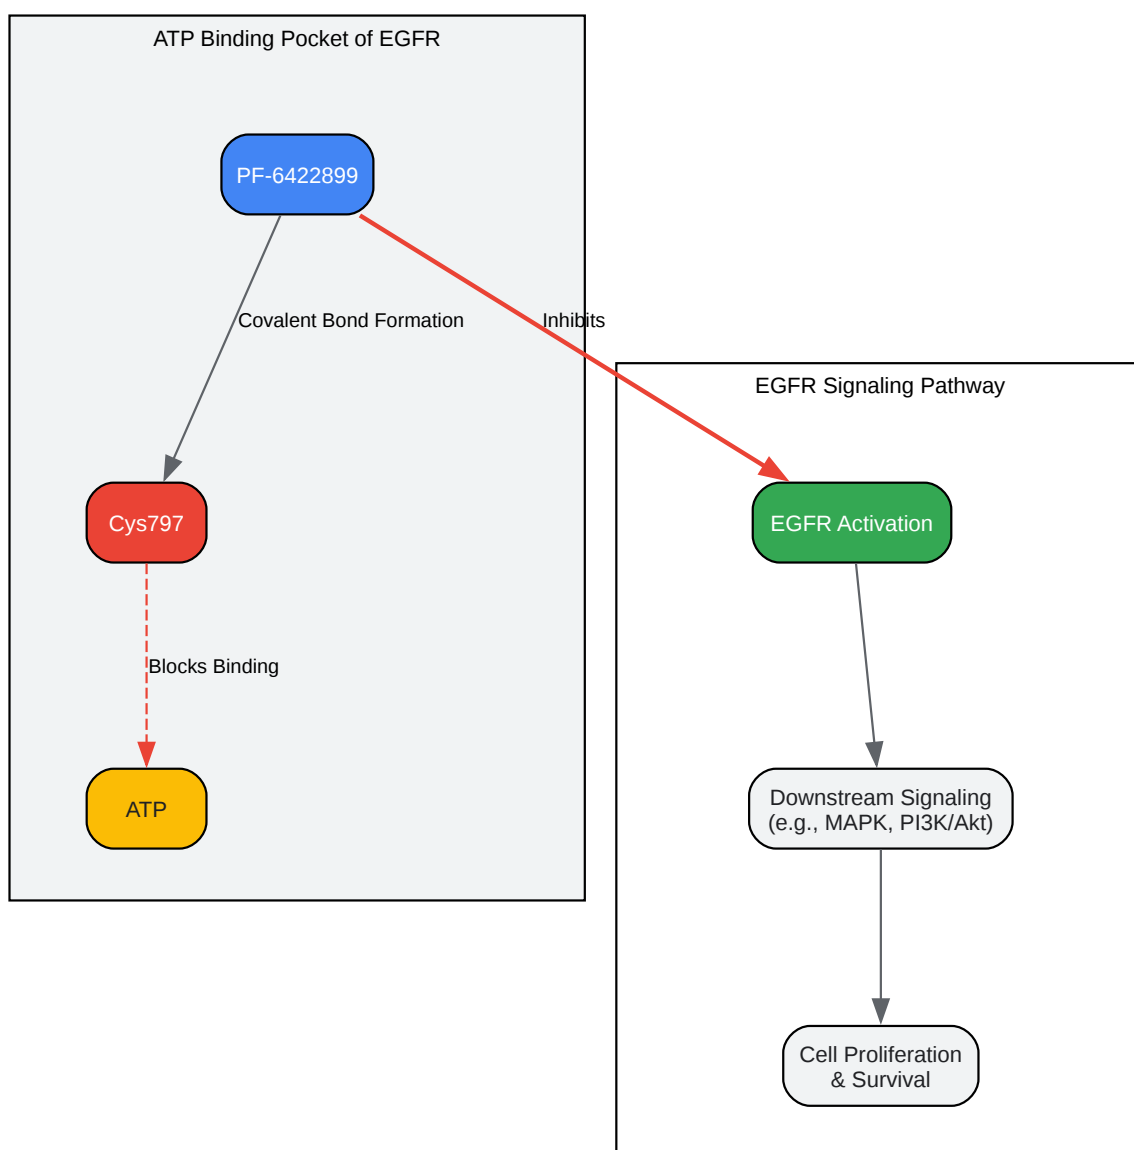 ATP Binding Pocket of EGFR
PF-6422899
Covalent Bond Formation
Inhibits
EGFR Signaling Pathway
Cys797
EGFR Activation
Blocks Binding
ATP
Downstream Signaling
(e.g., MAPK, PI3K/Akt)
Cell Proliferation
& Survival